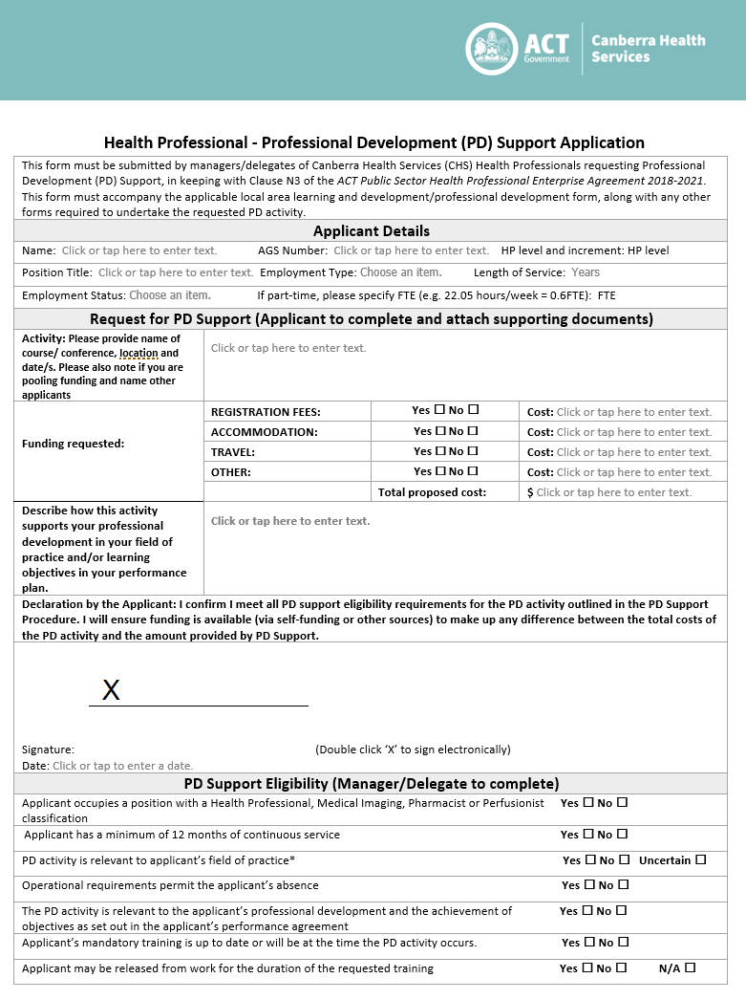 ACT
Government
Canberra Health
Services
Health Professional - Professional Development (PD) Support Application
This form must be submitted by managers/delegates of Canberra Health Services (CHS) Health Professionals requesting Professional
Development (PD) Support, in keeping with Clause N3 of the ACT Public Sector Health Professional Enterprise Agreement 2018-2021.
This form must accompany the applicable local area learning and development/professional development form, along with any other
forms required to undertake the requested PD activity.
Applicant Details
Name: Click or tap here to enter text. AGS Number: Click or tap here to enter text. HP level and increment: HP level
Position Title: Click or tap here to enter text. Employment Type: Choose an item. Length of Service: Years
Employment Status: Choose an item. If part-time, please specify FTE (e.g. 22.05 hours/week = 0.6FTE): FTE
Request for PD Support (Applicant to complete and attach supporting documents)
Activity: Please provide name of
course/ conference, location and
date/s. Please also note if you are
pooling funding and name other
applicants
Click or tap here to enter text.
Funding requested:
REGISTRATION FEES: Yes ☐ No ☐ Cost: Click or tap here to enter text.
ACCOMMODATION: Yes ☐ No ☐ Cost: Click or tap here to enter text.
TRAVEL: Yes ☐ No ☐ Cost: Click or tap here to enter text.
OTHER: Yes ☐ No ☐ Cost: Click or tap here to enter text.
Total proposed cost: $ Click or tap here to enter text.
Describe how this activity
supports your professional
development in your field of
practice and/or learning
objectives in your performance
plan.
Click or tap here to enter text.
Declaration by the Applicant: I confirm I meet all PD support eligibility requirements for the PD activity outlined in the PD Support
Procedure. I will ensure funding is available (via self-funding or other sources) to make up any difference between the total costs of
the PD activity and the amount provided by PD Support.
X
Signature: (Double click ‘X’ to sign electronically)
Date: Click or tap to enter a date.
PD Support Eligibility (Manager/Delegate to complete)
Applicant occupies a position with a Health Professional, Medical Imaging, Pharmacist or Perfusionist
classification
Yes ☐ No ☐
Applicant has a minimum of 12 months of continuous service Yes ☐ No ☐
PD activity is relevant to applicant’s field of practice* Yes ☐ No ☐ Uncertain ☐
Operational requirements permit the applicant’s absence Yes ☐ No ☐
The PD activity is relevant to the applicant’s professional development and the achievement of
objectives as set out in the applicant’s performance agreement
Yes ☐ No ☐
Applicant’s mandatory training is up to date or will be at the time the PD activity occurs. Yes ☐ No ☐
Applicant may be released from work for the duration of the requested training Yes ☐ No ☐ N/A ☐